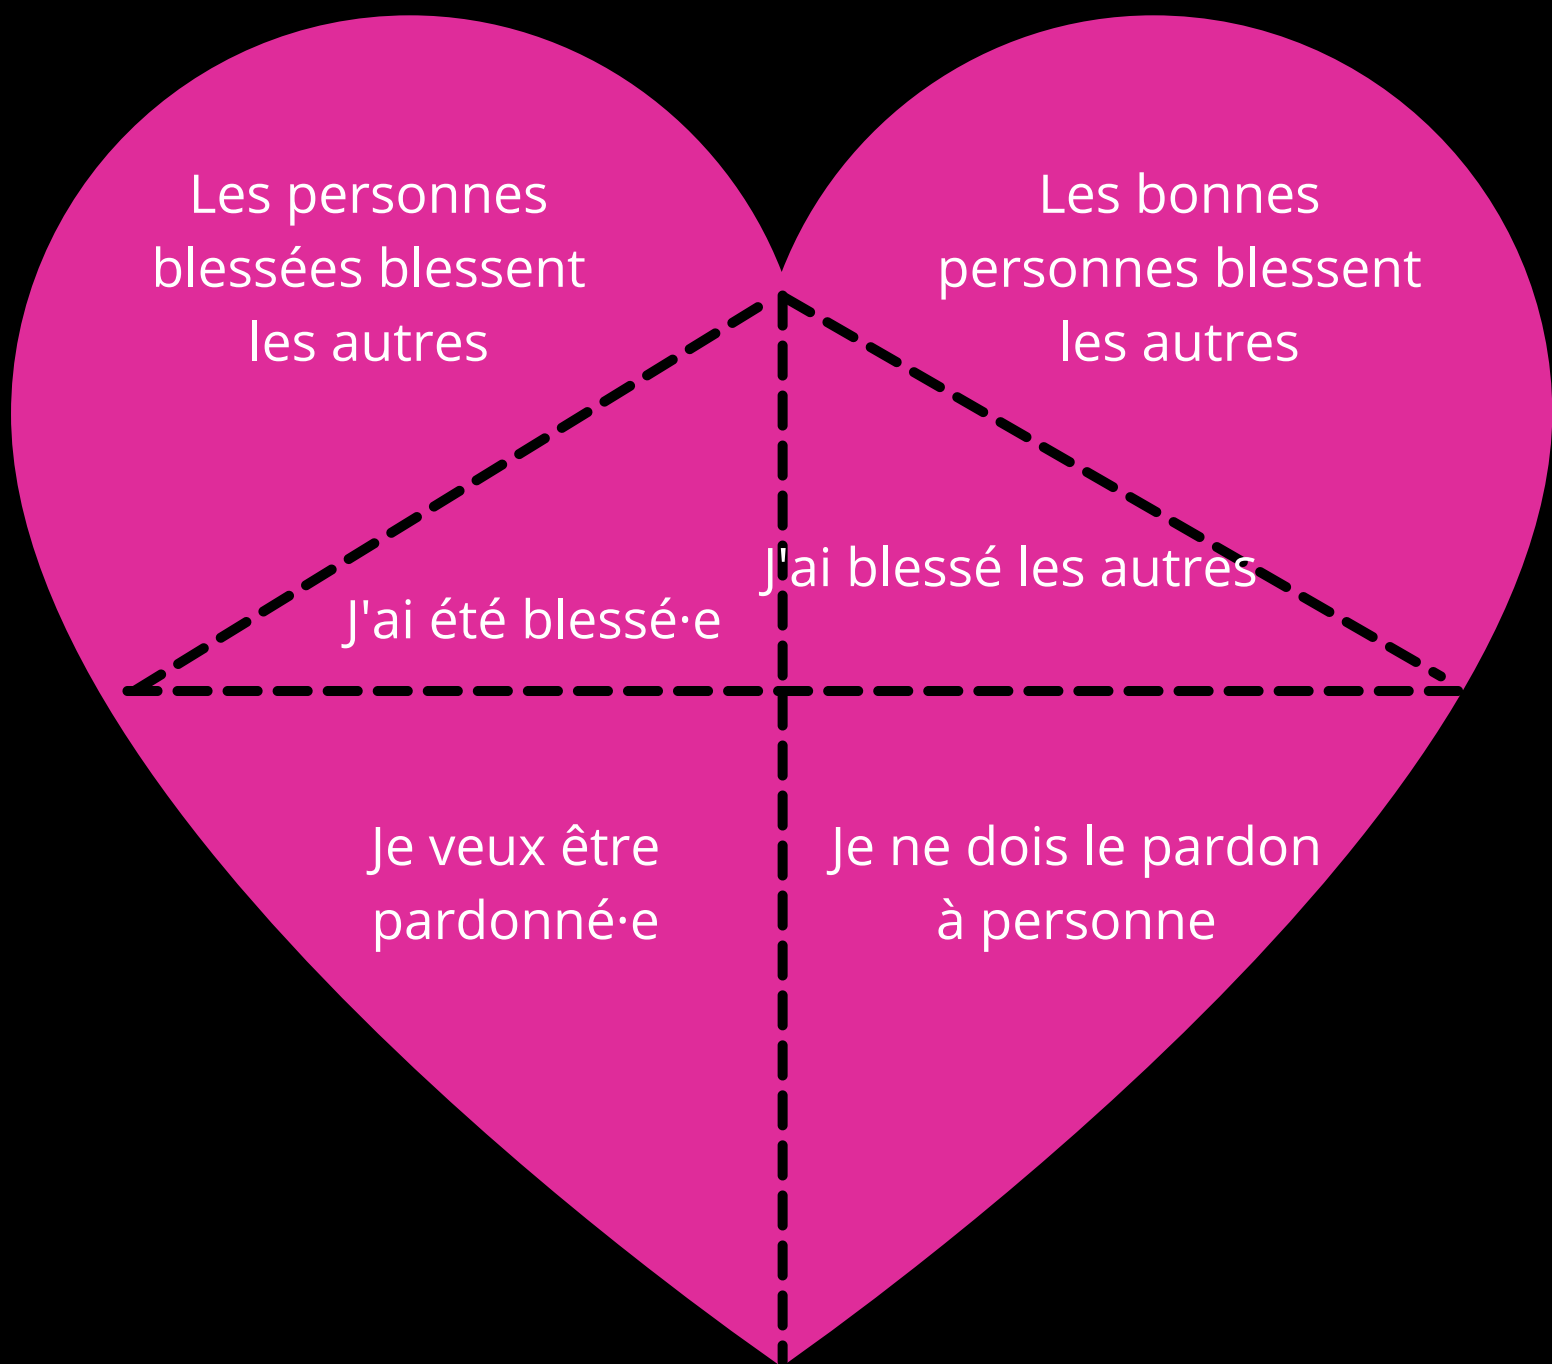 Les personnes
blessées blessent
les autres
Les bonnes
personnes blessent
les autres
J'ai été blessé·e
J'ai blessé les autres
Je veux être
pardonné·e
Je ne dois le pardon
à personne